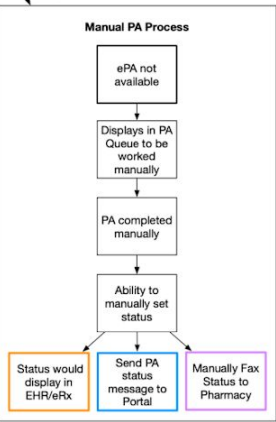 Manual PA Process
ePA not
available
Displays in PA
Queue to be
worked
manually
PA completed
manually
Ability to
manually set
status
Status would
display in
EHR/eRx
Send PA
status
message to
Portal
Manually Fax
Status to
Pharmacy